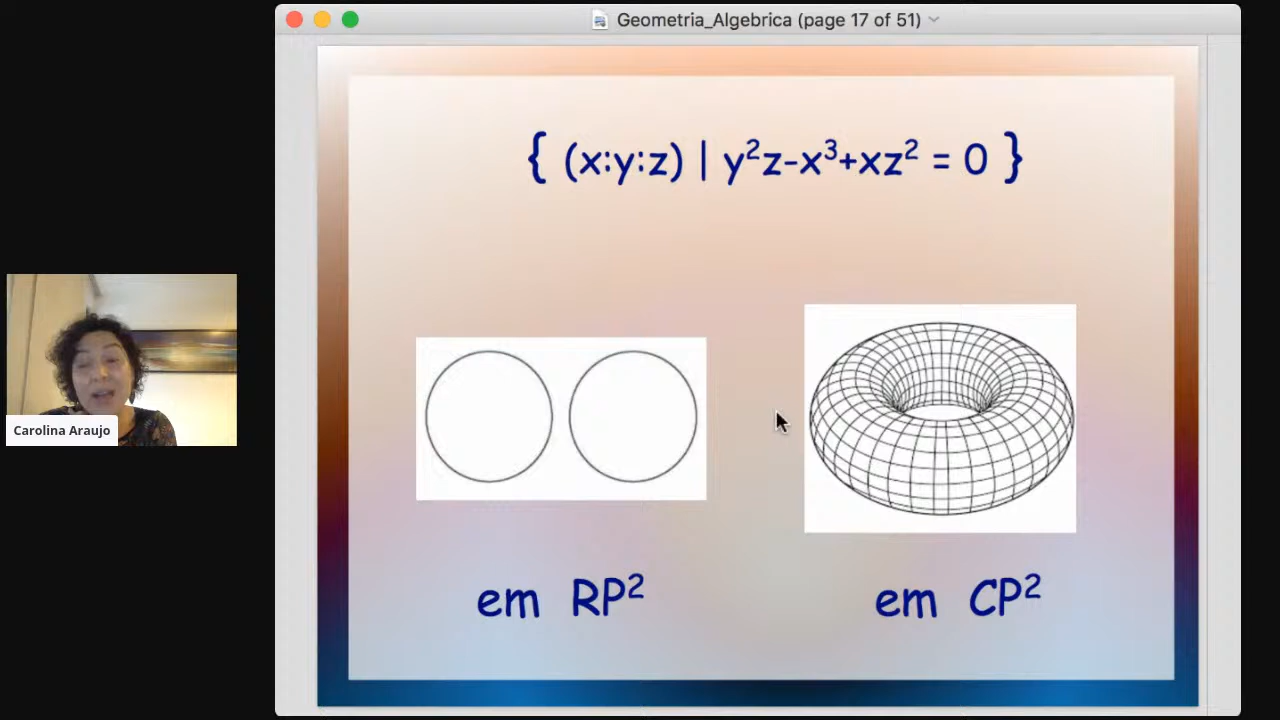 Geometria_Algebrica (page 17 of 51)
{ (x:y:z) | y²z-x³+xz² = 0 }
Carolina Araujo
em RP²
em CP²